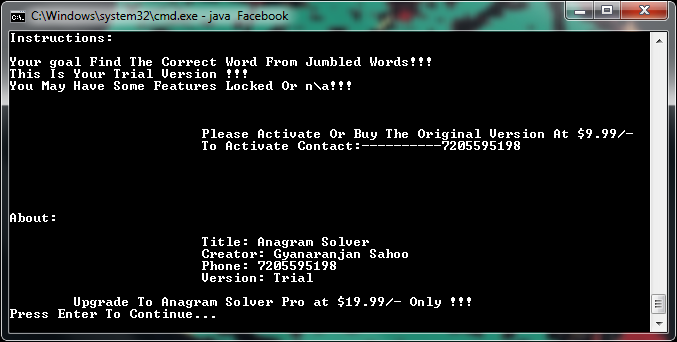 C:\Windows\system32\cmd.exe - java Facebook
Instructions:
Your goal Find The Correct Word From Jumbled Words!!!
This Is Your Trial Version !!!
You May Have Some Features Locked Or n\a!!!
Please Activate Or Buy The Original Version At $9.99/-
To Activate Contact:----------7205595198
About:
Title: Anagram Solver
Creator: Gyanaranjan Sahoo
Phone: 7205595198
Version: Trial
Upgrade To Anagram Solver Pro at $19.99/- Only !!!
Press Enter To Continue...